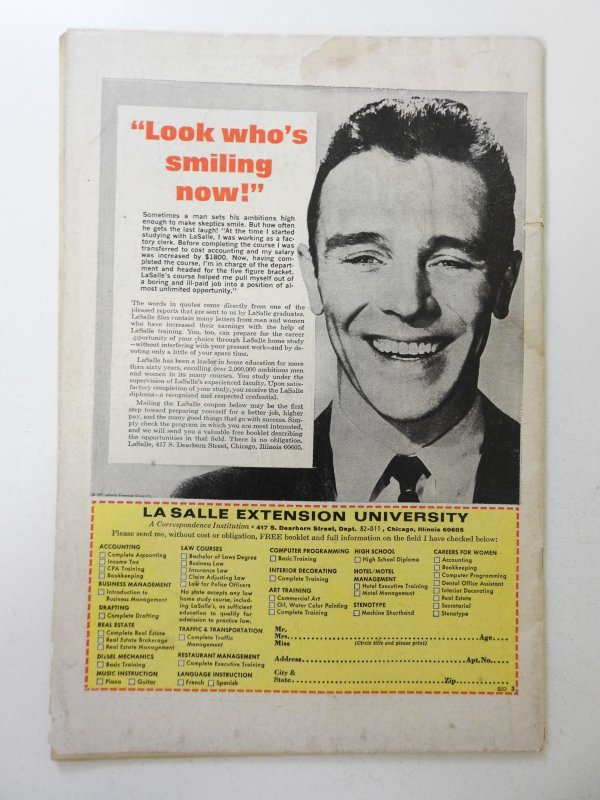 “Look who’s
smiling
now!”
Sometimes a man sets his ambitions high
enough to make skeptics smile. But how often
he gets the last laugh! “At the time I started
studying with LaSalle, I was working as a fac-
tory clerk. Before completing the course I was
transferred to cost accounting and my salary
was increased by $1800. Now, having com-
pleted the course, I’m in charge of the depart-
ment and headed for the five figure bracket.
LaSalle’s course helped me pull myself out of
a boring and ill-paid job into a position of al-
most unlimited opportunity.”
The words in quotes come directly from one of the
pleased reports that are sent to us by LaSalle graduates.
LaSalle files contain many letters from men and women
who have increased their earnings with the help of
LaSalle training. You, too, can prepare for the career
opportunity of your choice through LaSalle home study
—without interfering with your present work—and by de-
voting only a little of your spare time.
LaSalle has been a leader in home education for more
than sixty years, enrolling over 2,000,000 ambitious men
and women in its many courses. You study under the
supervision of LaSalle’s experienced faculty. Upon satis-
factory completion of your study, you receive the LaSalle
diploma—a recognized and respected credential.
Mailing the LaSalle coupon below may be the first
step toward preparing yourself for a better job, higher
pay, and the many good things that go with success. Sim-
ply check the program in which you are most interested,
and we will send you a valuable free booklet describing
the opportunities in that field. There is no obligation.
LaSalle, 417 S. Dearborn Street, Chicago, Illinois 60605.
LaSalle Extension University
LA SALLE EXTENSION UNIVERSITY
A Correspondence Institution • 417 S. Dearborn Street, Dept. 82-011, Chicago, Illinois 60605
Please send me, without cost or obligation, FREE booklet and full information on the field I have checked below:
ACCOUNTING
Complete Accounting
Income Tax
CPA Training
Bookkeeping
BUSINESS MANAGEMENT
Introduction to
Business Management
DRAFTING
Complete Drafting
REAL ESTATE
Complete Real Estate
Real Estate Brokerage
Real Estate Management
DIESEL MECHANICS
Basic Training
MUSIC INSTRUCTION
Piano Guitar
LAW COURSES
Bachelor of Laws Degree
Business Law
Insurance Law
Claim Adjusting Law
Law for Police Officers
No state accepts any law
home study course, includ-
ing LaSalle’s, as sufficient
education to qualify for
admission to practice law.
TRAFFIC & TRANSPORTATION
Complete Traffic
Management
RESTAURANT MANAGEMENT
Complete Executive Training
LANGUAGE INSTRUCTION
French Spanish
COMPUTER PROGRAMMING
Basic Training
INTERIOR DECORATING
Complete Training
ART TRAINING
Commercial Art
Oil, Water Color Painting
Complete Training
HIGH SCHOOL
High School Diploma
HOTEL/MOTEL
MANAGEMENT
Hotel Executive Training
Motel Management
STENOTYPE
Machine Shorthand
CAREERS FOR WOMEN
Accounting
Bookkeeping
Computer Programming
Dental Office Assistant
Interior Decorating
Real Estate
Secretarial
Stenotype
Mr.
Mrs. Age
Miss (Circle title and please print)
Address Apt.No.
City &
State Zip
3